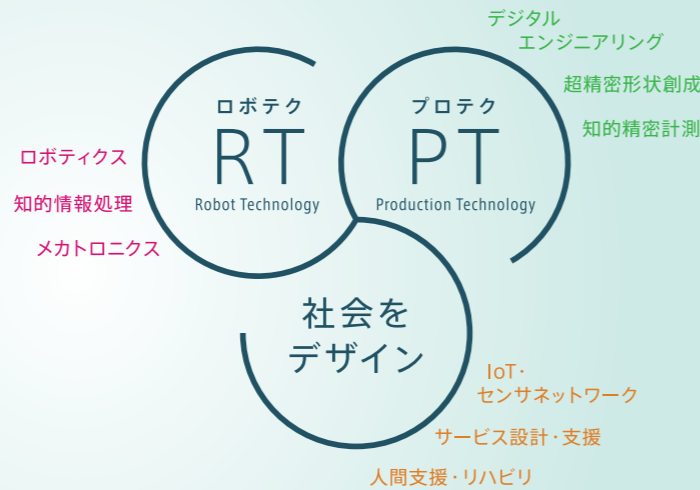 デジタル
エンジニアリング
超精密形状創成
知的精密計測
ロボテク
RT
Robot Technology
プロテク
PT
Production Technology
ロボティクス
知的情報処理
メカトロニクス
社会を
デザイン
IoT・
センサネットワーク
サービス設計・支援
人間支援・リハビリ